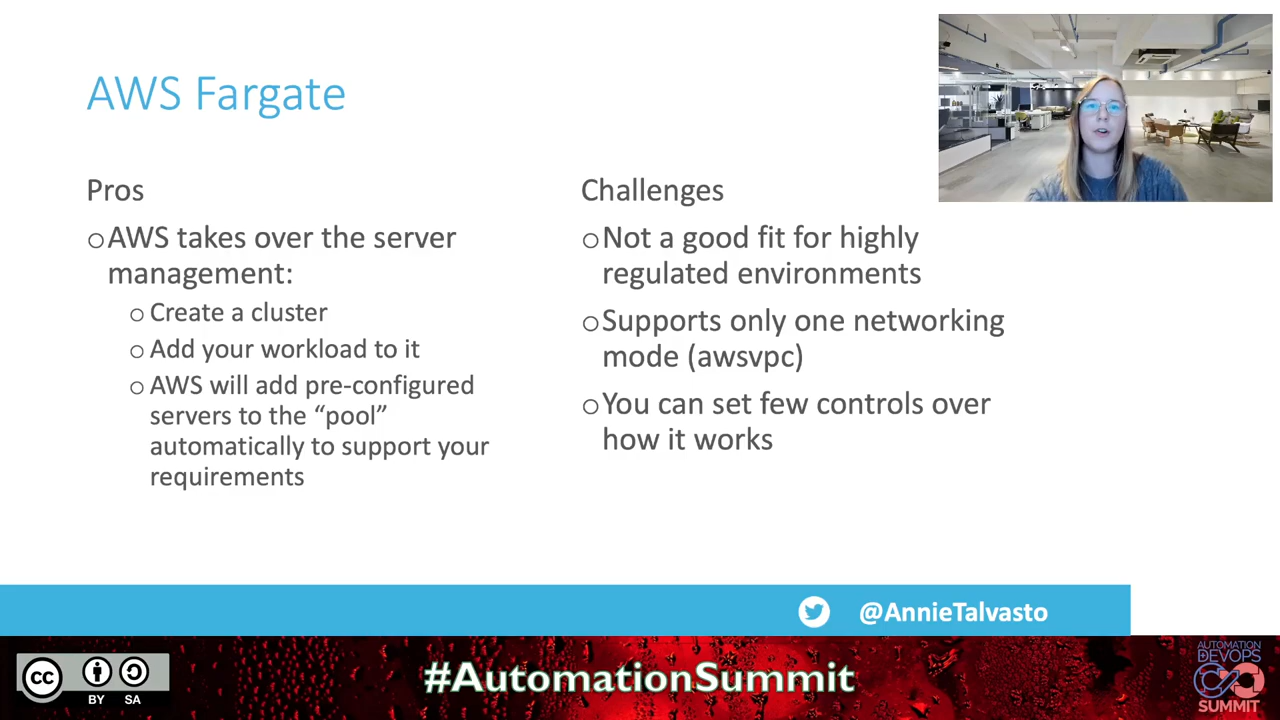 AWS Fargate
Pros
AWS takes over the server
management:
Create a cluster
Add your workload to it
AWS will add pre-configured
servers to the “pool”
automatically to support your
requirements
Challenges
Not a good fit for highly
regulated environments
Supports only one networking
mode (awsvpc)
You can set few controls over
how it works
@AnnieTalvasto
cc
BY SA
#AutomationSummit
AUTOMATION
DEVOPS
SUMMIT